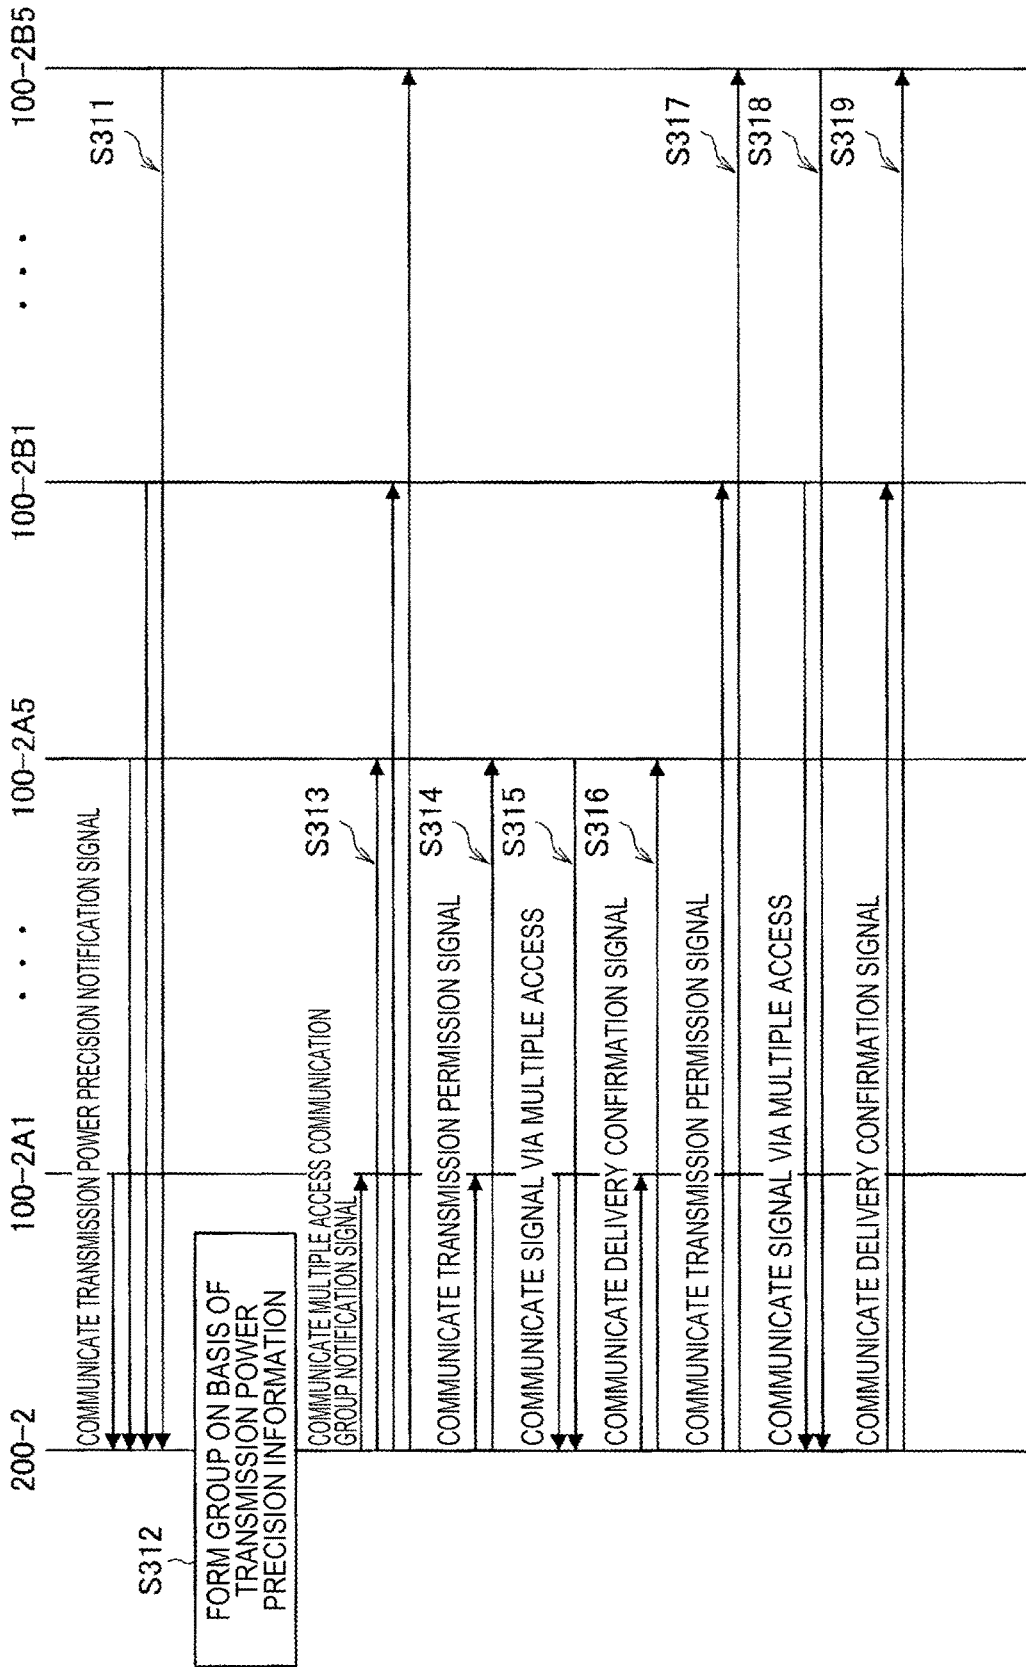 200-2
100-2A1
. . .
100-2A5
100-2B1
. . .
100-2B5
COMMUNICATE TRANSMISSION POWER PRECISION NOTIFICATION SIGNAL
S311
S312
FORM GROUP ON BASIS OF
TRANSMISSION POWER
PRECISION INFORMATION
COMMUNICATE MULTIPLE ACCESS COMMUNICATION
GROUP NOTIFICATION SIGNAL
S313
COMMUNICATE TRANSMISSION PERMISSION SIGNAL
S314
COMMUNICATE SIGNAL VIA MULTIPLE ACCESS
S315
COMMUNICATE DELIVERY CONFIRMATION SIGNAL
S316
COMMUNICATE TRANSMISSION PERMISSION SIGNAL
S317
COMMUNICATE SIGNAL VIA MULTIPLE ACCESS
S318
COMMUNICATE DELIVERY CONFIRMATION SIGNAL
S319